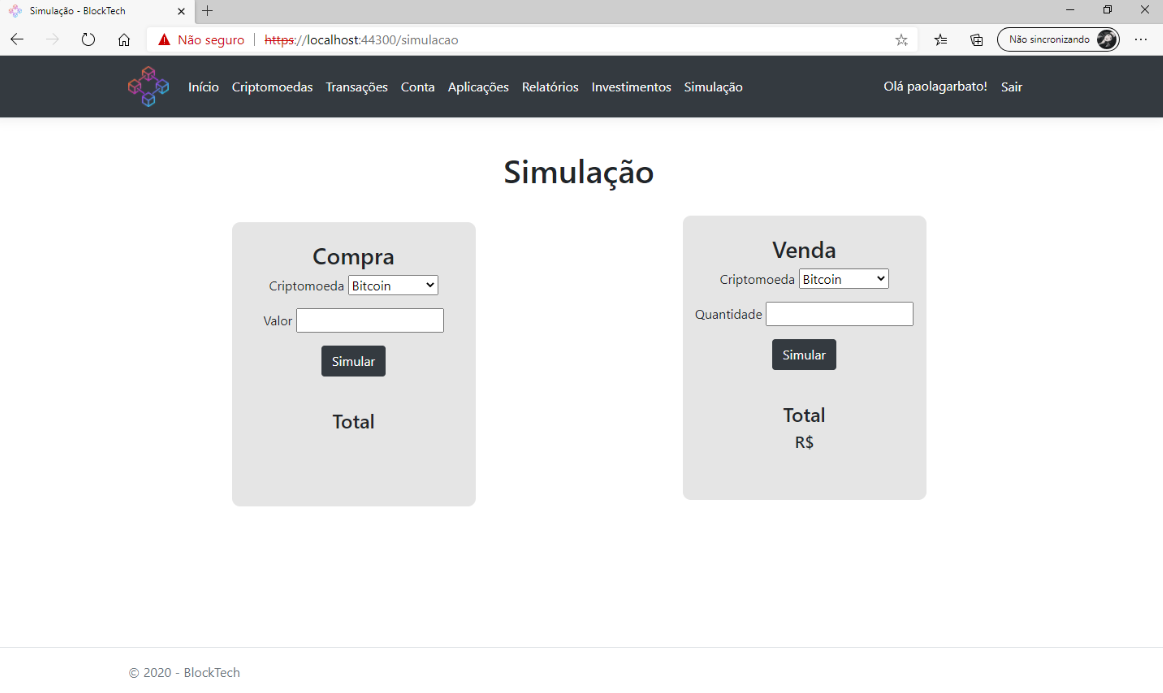 Simulação - BlockTech
Não seguro https://localhost:44300/simulacao Não sincronizando
Início Criptomoedas Transações Conta Aplicações Relatórios Investimentos Simulação Olá paolagarbato! Sair
Simulação
Compra
Criptomoeda Bitcoin
Valor
Simular
Total
Venda
Criptomoeda Bitcoin
Quantidade
Simular
Total
R$
© 2020 - BlockTech